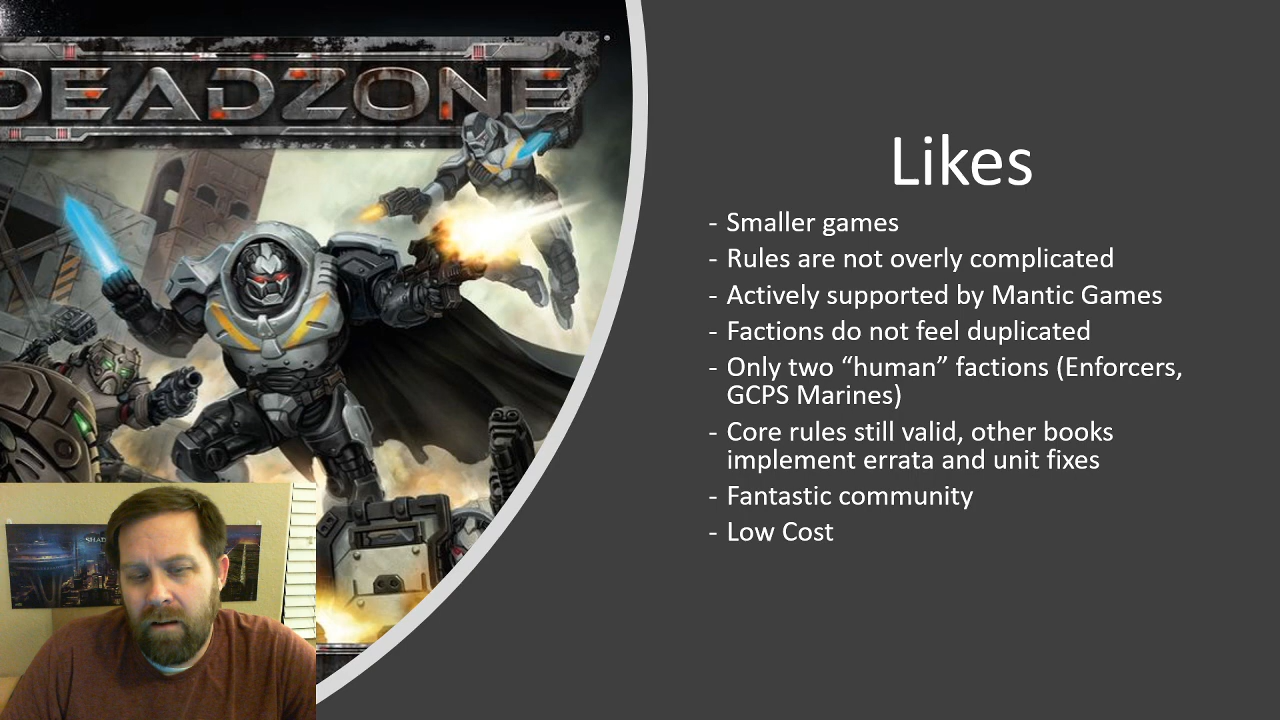 DEADZONE
Likes
- Smaller games
- Rules are not overly complicated
- Actively supported by Mantic Games
- Factions do not feel duplicated
- Only two “human” factions (Enforcers,
GCPS Marines)
- Core rules still valid, other books
implement errata and unit fixes
- Fantastic community
- Low Cost